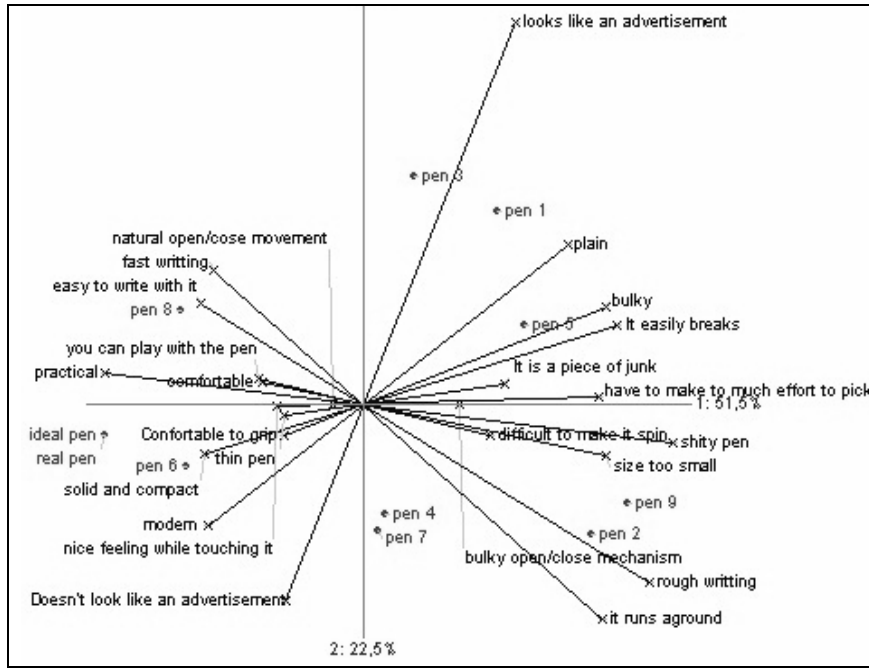 looks like an advertisement
pen 3
pen 1
natural open/cose movement
plain
fast writting
easy to write with it
bulky
pen 8
pen 5
It easily breaks
you can play with the pen
It is a piece of junk
practical
comfortable
have to make to much effort to pick
1: 51,5%
ideal pen
Confortable to grip
difficult to make it spin
shity pen
real pen
pen 6
thin pen
size too small
solid and compact
pen 9
modern
pen 4
pen 7
pen 2
nice feeling while touching it
bulky open/close mechanism
rough writting
Doesn't look like an advertisement
it runs aground
2: 22,5%